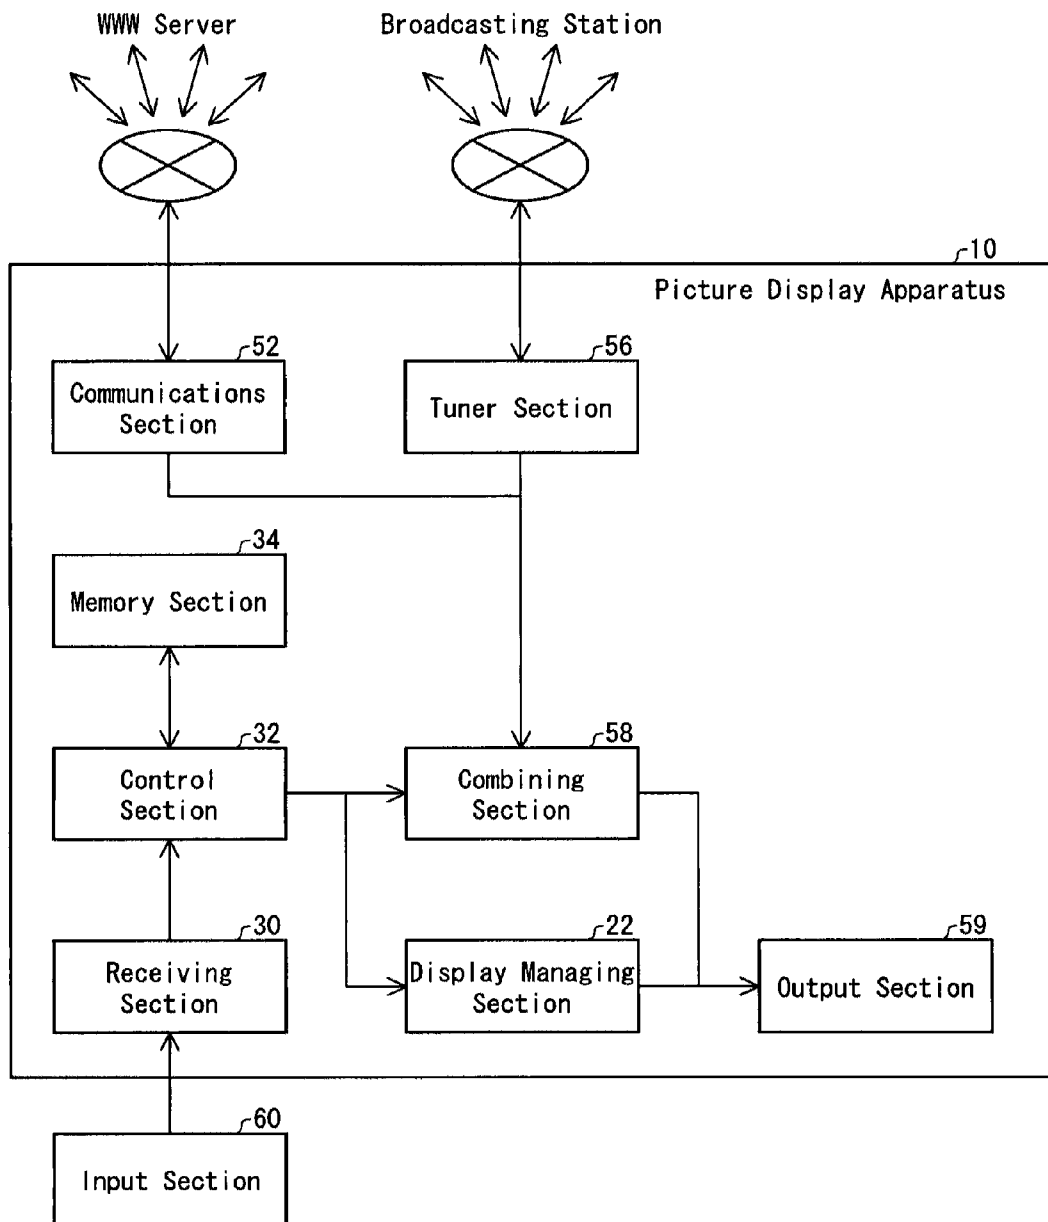 WWW Server
Broadcasting Station
10
Picture Display Apparatus
52
Communications
Section
56
Tuner Section
34
Memory Section
32
Control
Section
58
Combining
Section
30
Receiving
Section
22
Display Managing
Section
59
Output Section
60
Input Section